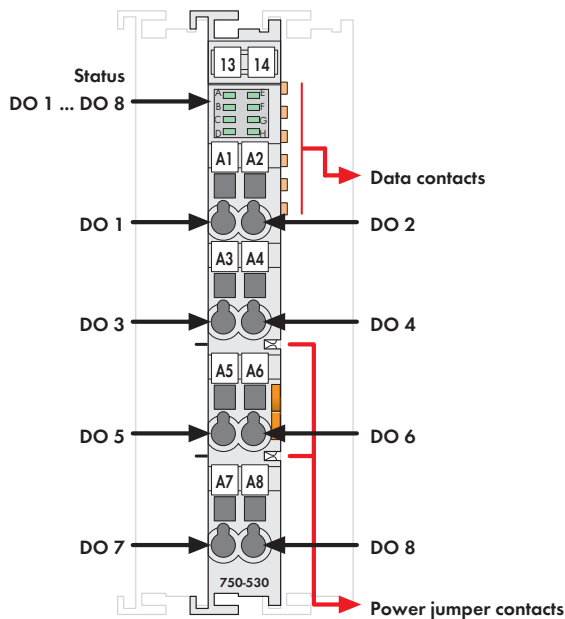 13 14
Status
DO 1 ... DO 8
A E
B F
C G
D H
A1 A2
Data contacts
DO 1 DO 2
A3 A4
DO 3 DO 4
A5 A6
DO 5 DO 6
A7 A8
DO 7 DO 8
750-530
Power jumper contacts